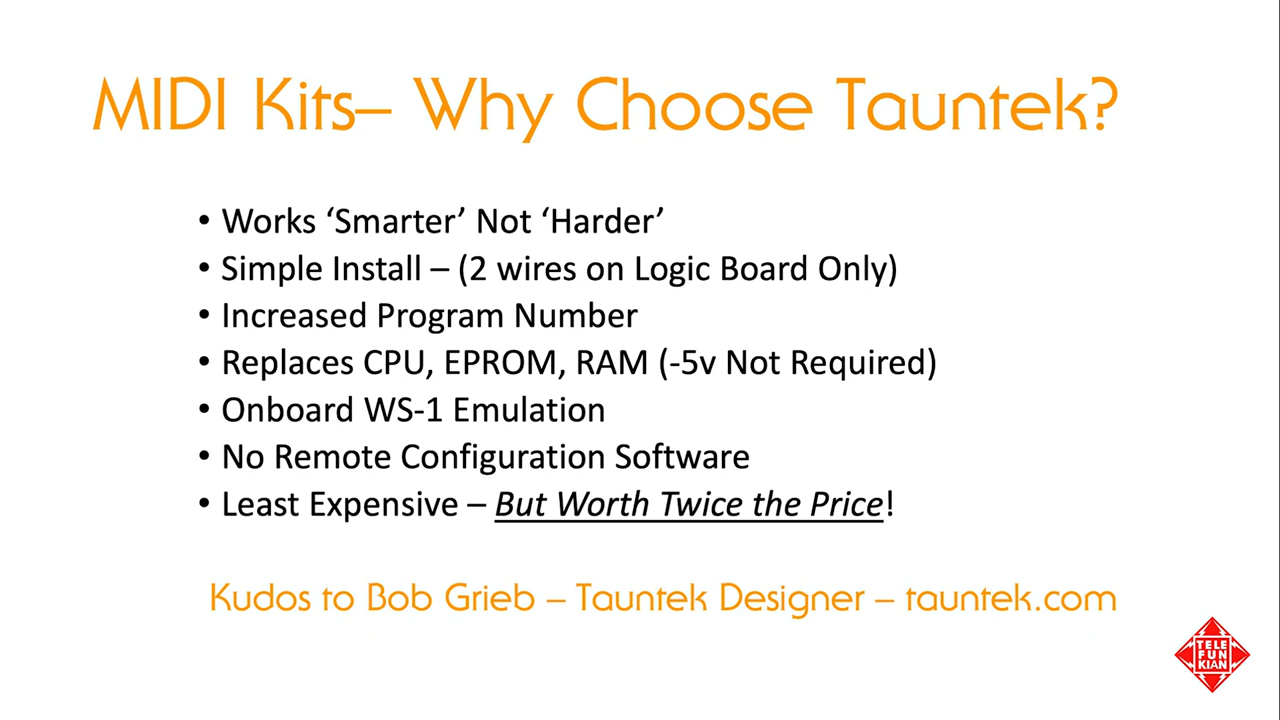 MIDI Kits– Why Choose Tauntek?
• Works ‘Smarter’ Not ‘Harder’
• Simple Install – (2 wires on Logic Board Only)
• Increased Program Number
• Replaces CPU, EPROM, RAM (-5v Not Required)
• Onboard WS-1 Emulation
• No Remote Configuration Software
• Least Expensive – But Worth Twice the Price!
Kudos to Bob Grieb – Tauntek Designer – tauntek.com
TELE
FUN
KIAN